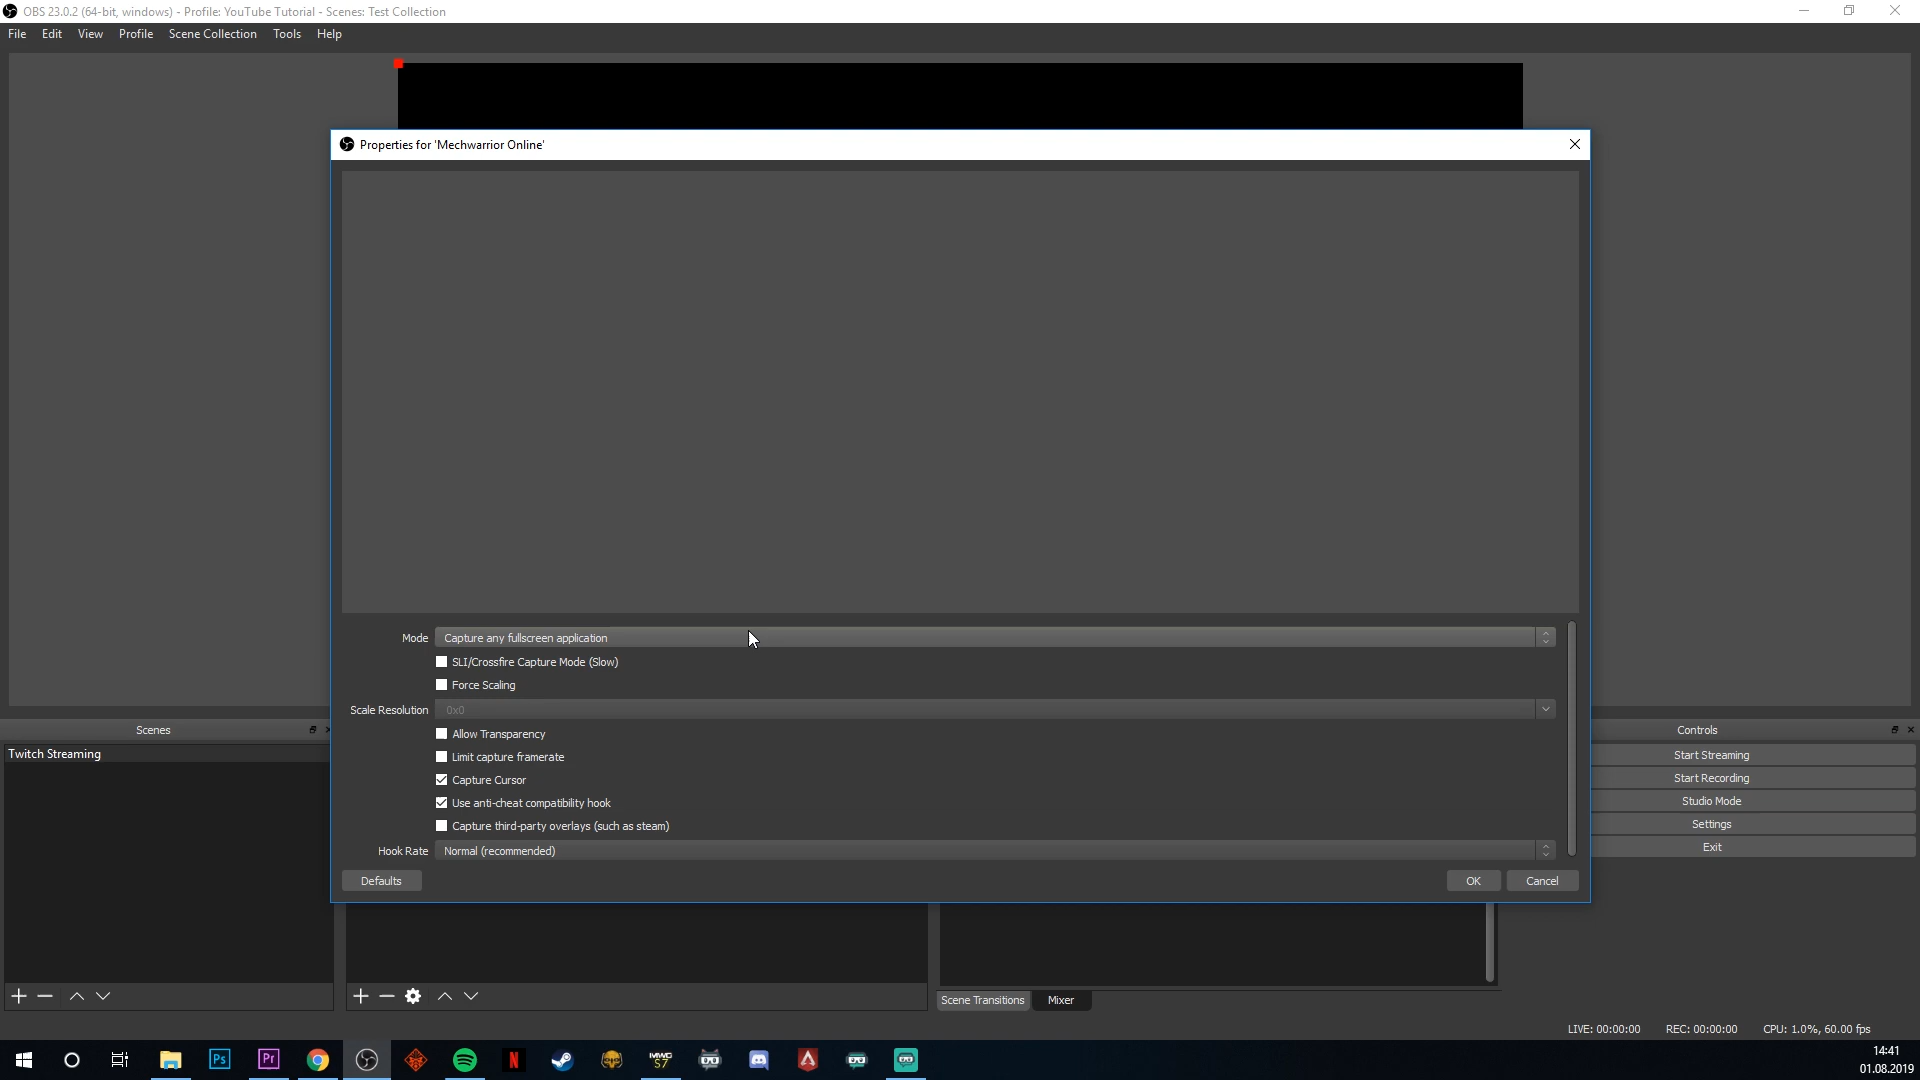 OBS 23.0.2 (64-bit, windows) - Profile: YouTube Tutorial - Scenes: Test Collection
File Edit View Profile Scene Collection Tools Help
Properties for 'Mechwarrior Online'
Mode Capture any fullscreen application
SLI/Crossfire Capture Mode (Slow)
Force Scaling
Scale Resolution 0x0
Allow Transparency
Limit capture framerate
Capture Cursor
Use anti-cheat compatibility hook
Capture third-party overlays (such as steam)
Hook Rate Normal (recommended)
Defaults OK Cancel
Scenes
Twitch Streaming
Controls
Start Streaming
Start Recording
Studio Mode
Settings
Exit
Scene Transitions Mixer
LIVE: 00:00:00 REC: 00:00:00 CPU: 1.0%, 60.00 fps
Ps Pr N MWO S7
14:41
01.08.2019